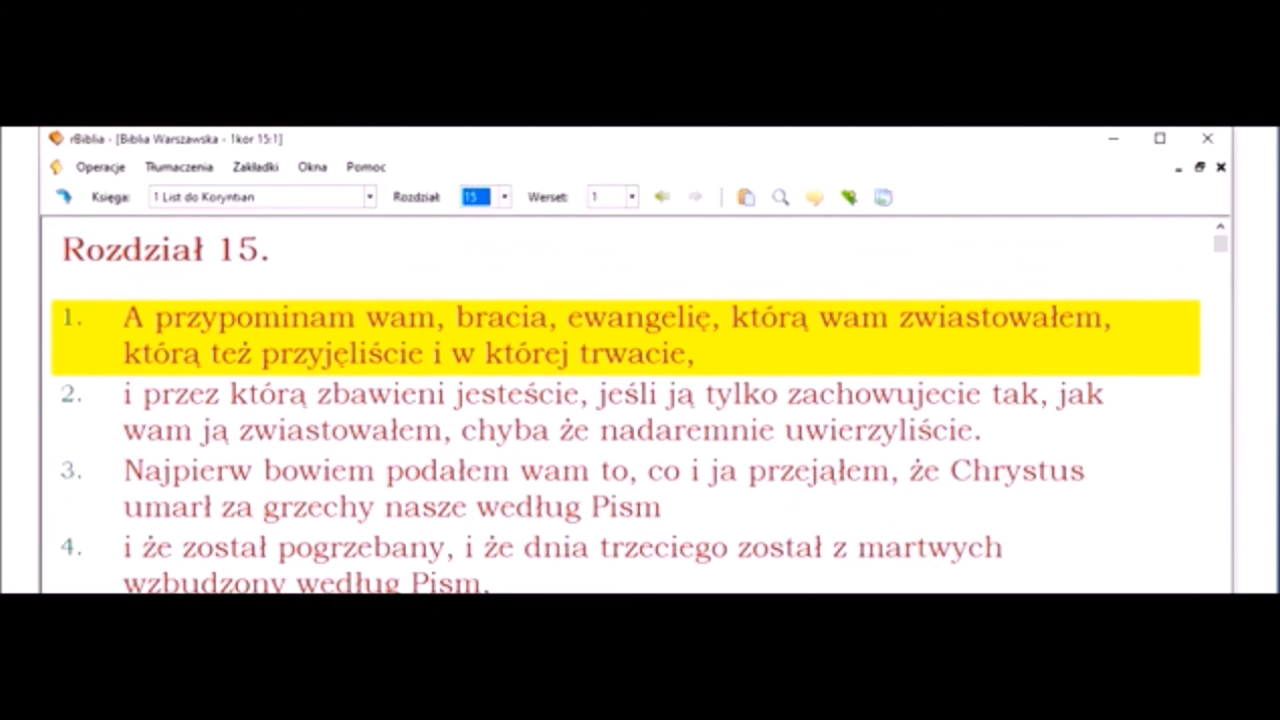 rBiblia - [Biblia Warszawska - 1kor 15:1]
Operacje Tłumaczenia Zakładki Okna Pomoc
Księga: 1 List do Koryntian Rozdział: 15 Werset: 1
Rozdział 15.
1. A przypominam wam, bracia, ewangelię, którą wam zwiastowałem,
którą też przyjęliście i w której trwacie,
2. i przez którą zbawieni jesteście, jeśli ją tylko zachowujecie tak, jak
wam ją zwiastowałem, chyba że nadaremnie uwierzyliście.
3. Najpierw bowiem podałem wam to, co i ja przejąłem, że Chrystus
umarł za grzechy nasze według Pism
4. i że został pogrzebany, i że dnia trzeciego został z martwych
wzbudzony według Pism,